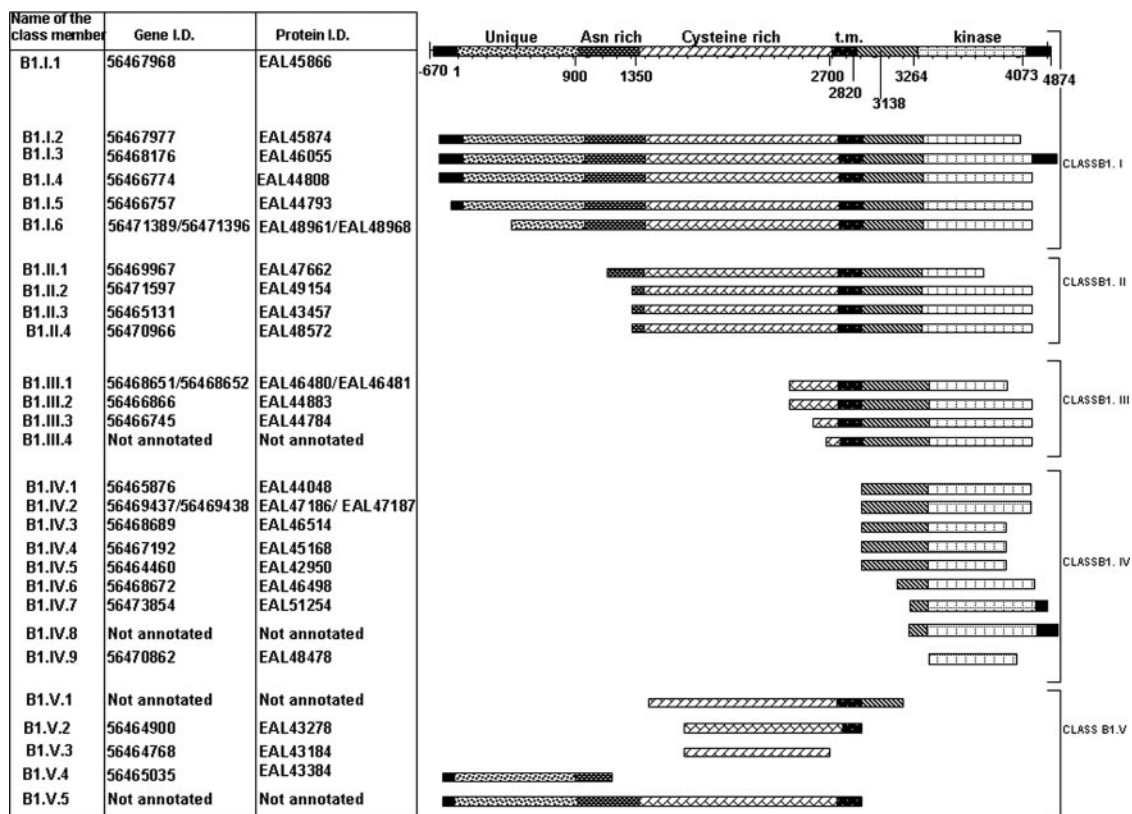 Name of the class member Gene I.D. Protein I.D.
Unique Asn rich Cysteine rich t.m. kinase
B1.I.1 56467968 EAL45866
-670 1 900 1350 2700 2820 3138 3264 4073 4874
B1.I.2 56467977 EAL45874
B1.I.3 56468176 EAL46055
CLASSB1. I
B1.I.4 56466774 EAL44808
B1.I.5 56466757 EAL44793
B1.I.6 56471389/56471396 EAL48961/EAL48968
B1.II.1 56469967 EAL47662
CLASSB1. II
B1.II.2 56471597 EAL49154
B1.II.3 56465131 EAL43457
B1.II.4 56470966 EAL48572
B1.III.1 56468651/56468652 EAL46480/EAL46481
B1.III.2 56466866 EAL44883
CLASSB1. III
B1.III.3 56466745 EAL44784
B1.III.4 Not annotated Not annotated
B1.IV.1 56465876 EAL44048
B1.IV.2 56469437/56469438 EAL47186/ EAL47187
B1.IV.3 56468689 EAL46514
B1.IV.4 56467192 EAL45168
B1.IV.5 56464460 EAL42950
CLASSB1. IV
B1.IV.6 56468672 EAL46498
B1.IV.7 56473854 EAL51254
B1.IV.8 Not annotated Not annotated
B1.IV.9 56470862 EAL48478
B1.V.1 Not annotated Not annotated
B1.V.2 56464900 EAL43278
CLASS B1.V
B1.V.3 56464768 EAL43184
B1.V.4 56465035 EAL43384
B1.V.5 Not annotated Not annotated